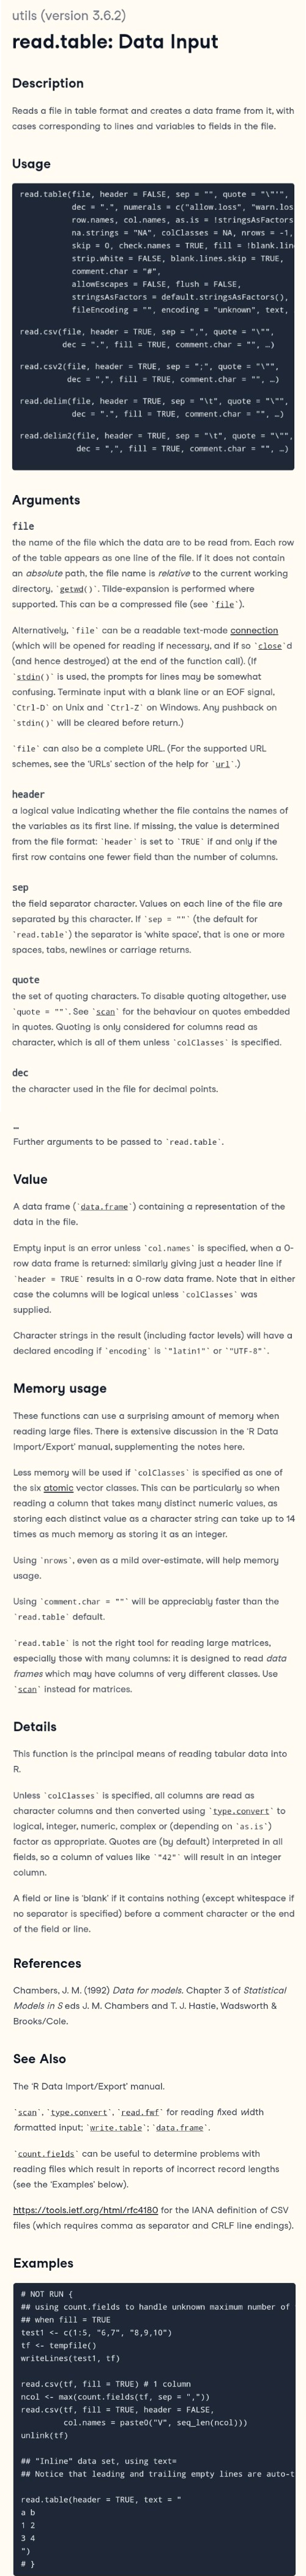 utils (version 3.6.2)
read.table: Data Input
Description
Reads a file in table format and creates a data frame from it, with
cases corresponding to lines and variables to fields in the file.
Usage
read.table(file, header = FALSE, sep = "", quote = "\"'",
dec = ".", numerals = c("allow.loss", "warn.los
row.names, col.names, as.is = !stringsAsFactors
na.strings = "NA", colClasses = NA, nrows = -1,
skip = 0, check.names = TRUE, fill = !blank.lin
strip.white = FALSE, blank.lines.skip = TRUE,
comment.char = "#",
allowEscapes = FALSE, flush = FALSE,
stringsAsFactors = default.stringsAsFactors(),
fileEncoding = "", encoding = "unknown", text,
read.csv(file, header = TRUE, sep = ",", quote = "\"",
dec = ".", fill = TRUE, comment.char = "", …)
read.csv2(file, header = TRUE, sep = ";", quote = "\"",
dec = ",", fill = TRUE, comment.char = "", …)
read.delim(file, header = TRUE, sep = "\t", quote = "\"",
dec = ".", fill = TRUE, comment.char = "", …)
read.delim2(file, header = TRUE, sep = "\t", quote = "\"",
dec = ",", fill = TRUE, comment.char = "", …)
Arguments
file
the name of the file which the data are to be read from. Each row
of the table appears as one line of the file. If it does not contain
an absolute path, the file name is relative to the current working
directory, `getwd()`. Tilde-expansion is performed where
supported. This can be a compressed file (see `file`).
Alternatively, `file` can be a readable text-mode connection
(which will be opened for reading if necessary, and if so `close`d
(and hence destroyed) at the end of the function call). (If
`stdin()` is used, the prompts for lines may be somewhat
confusing. Terminate input with a blank line or an EOF signal,
`Ctrl-D` on Unix and `Ctrl-Z` on Windows. Any pushback on
`stdin()` will be cleared before return.)
`file` can also be a complete URL. (For the supported URL
schemes, see the 'URLs' section of the help for `url`.)
header
a logical value indicating whether the file contains the names of
the variables as its first line. If missing, the value is determined
from the file format: `header` is set to `TRUE` if and only if the
first row contains one fewer field than the number of columns.
sep
the field separator character. Values on each line of the file are
separated by this character. If `sep = ""` (the default for
`read.table`) the separator is 'white space', that is one or more
spaces, tabs, newlines or carriage returns.
quote
the set of quoting characters. To disable quoting altogether, use
`quote = ""`. See `scan` for the behaviour on quotes embedded
in quotes. Quoting is only considered for columns read as
character, which is all of them unless `colClasses` is specified.
dec
the character used in the file for decimal points.
…
Further arguments to be passed to `read.table`.
Value
A data frame (`data.frame`) containing a representation of the
data in the file.
Empty input is an error unless `col.names` is specified, when a 0-
row data frame is returned: similarly giving just a header line if
`header = TRUE` results in a 0-row data frame. Note that in either
case the columns will be logical unless `colClasses` was
supplied.
Character strings in the result (including factor levels) will have a
declared encoding if `encoding` is `"latin1"` or `"UTF-8"`.
Memory usage
These functions can use a surprising amount of memory when
reading large files. There is extensive discussion in the 'R Data
Import/Export' manual, supplementing the notes here.
Less memory will be used if `colClasses` is specified as one of
the six atomic vector classes. This can be particularly so when
reading a column that takes many distinct numeric values, as
storing each distinct value as a character string can take up to 14
times as much memory as storing it as an integer.
Using `nrows`, even as a mild over-estimate, will help memory
usage.
Using `comment.char = ""` will be appreciably faster than the
`read.table` default.
`read.table` is not the right tool for reading large matrices,
especially those with many columns: it is designed to read data
frames which may have columns of very different classes. Use
`scan` instead for matrices.
Details
This function is the principal means of reading tabular data into
R.
Unless `colClasses` is specified, all columns are read as
character columns and then converted using `type.convert` to
logical, integer, numeric, complex or (depending on `as.is`)
factor as appropriate. Quotes are (by default) interpreted in all
fields, so a column of values like `"42"` will result in an integer
column.
A field or line is 'blank' if it contains nothing (except whitespace if
no separator is specified) before a comment character or the end
of the field or line.
References
Chambers, J. M. (1992) Data for models. Chapter 3 of Statistical
Models in S eds J. M. Chambers and T. J. Hastie, Wadsworth &
Brooks/Cole.
See Also
The 'R Data Import/Export' manual.
`scan`, `type.convert`, `read.fwf` for reading fixed width
formatted input; `write.table`; `data.frame`.
`count.fields` can be useful to determine problems with
reading files which result in reports of incorrect record lengths
(see the 'Examples' below).
https://tools.ietf.org/html/rfc4180 for the IANA definition of CSV
files (which requires comma as separator and CRLF line endings).
Examples
# NOT RUN {
## using count.fields to handle unknown maximum number of
## when fill = TRUE
test1 <- c(1:5, "6,7", "8,9,10")
tf <- tempfile()
writeLines(test1, tf)
read.csv(tf, fill = TRUE) # 1 column
ncol <- max(count.fields(tf, sep = ","))
read.csv(tf, fill = TRUE, header = FALSE,
col.names = paste0("V", seq_len(ncol)))
unlink(tf)
## "Inline" data set, using text=
## Notice that leading and trailing empty lines are auto-t
read.table(header = TRUE, text = "
a b
1 2
3 4
")
# }